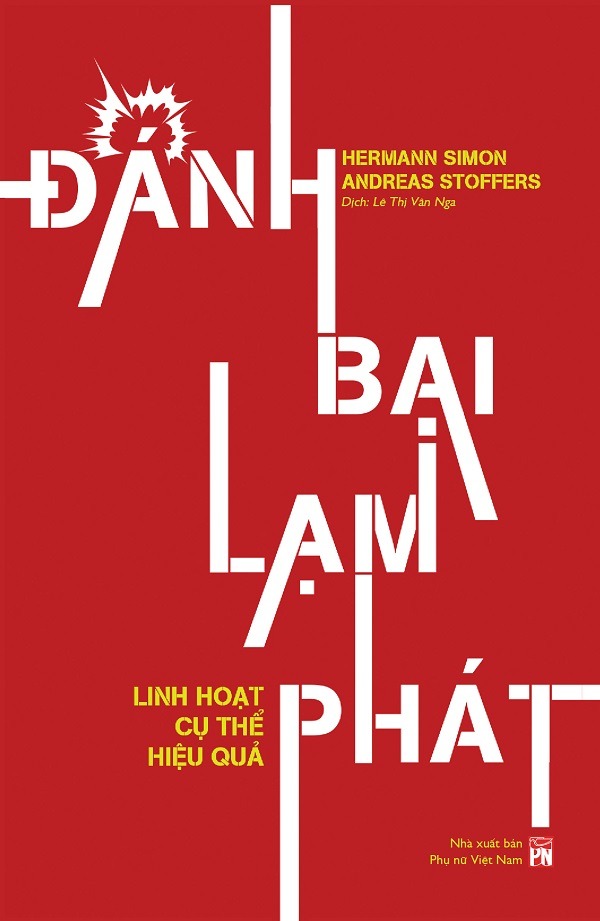 ĐÁNH
HERMANN SIMON
ANDREAS STOFFERS
Dịch: Lê Thị Vân Nga
BẠI
LẠM
PHÁT
LINH HOẠT
CỤ THỂ
HIỆU QUẢ
Nhà xuất bản
Phụ nữ Việt Nam
PN